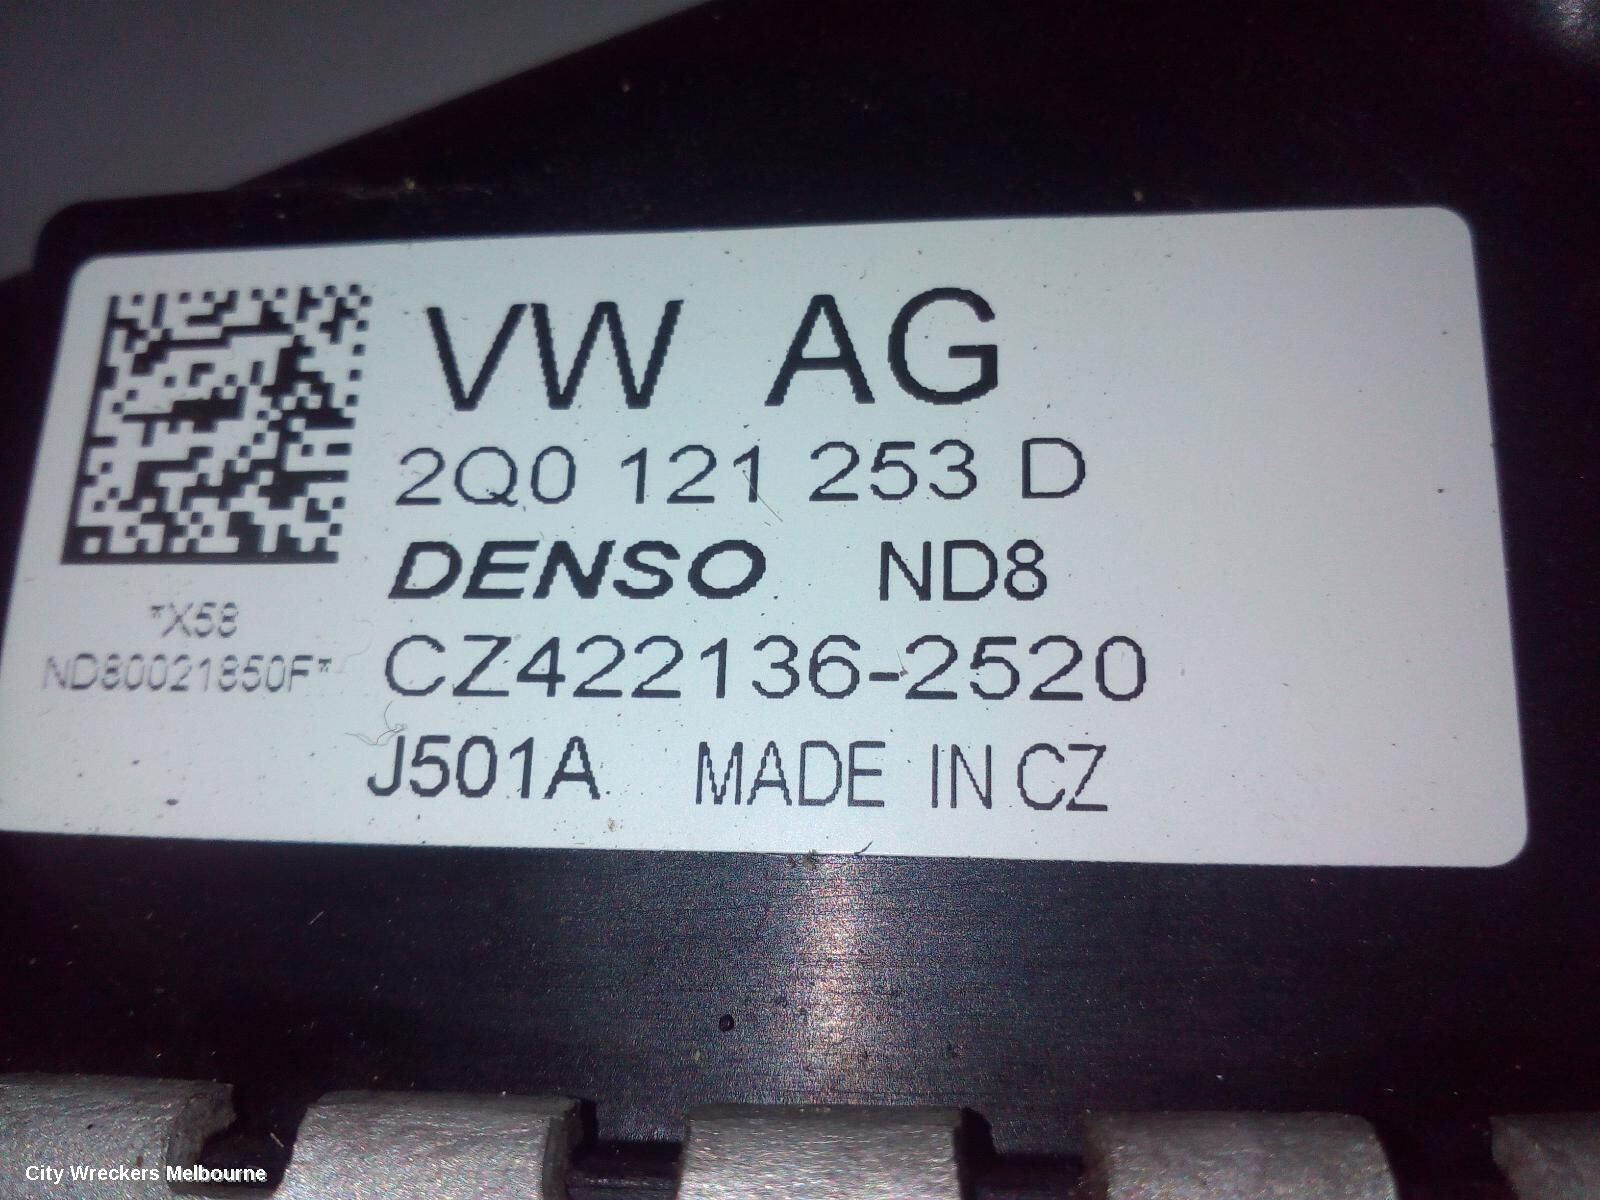 VW AG
2Q0 121 253 D
DENSO ND8
*X58
ND80021850F* CZ422136-2520
J501A MADE IN CZ
City Wreckers Melbourne